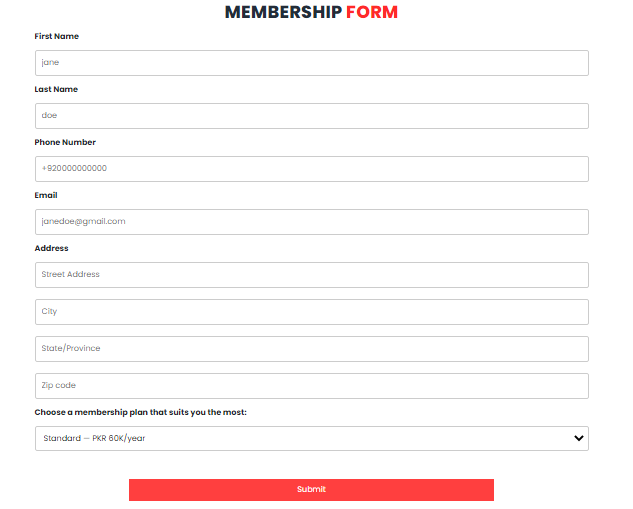 MEMBERSHIP FORM
First Name
jane
Last Name
doe
Phone Number
+920000000000
Email
janedoe@gmail.com
Address
Street Address
City
State/Province
Zip code
Choose a membership plan that suits you the most:
Standard — PKR 60K/year
Submit